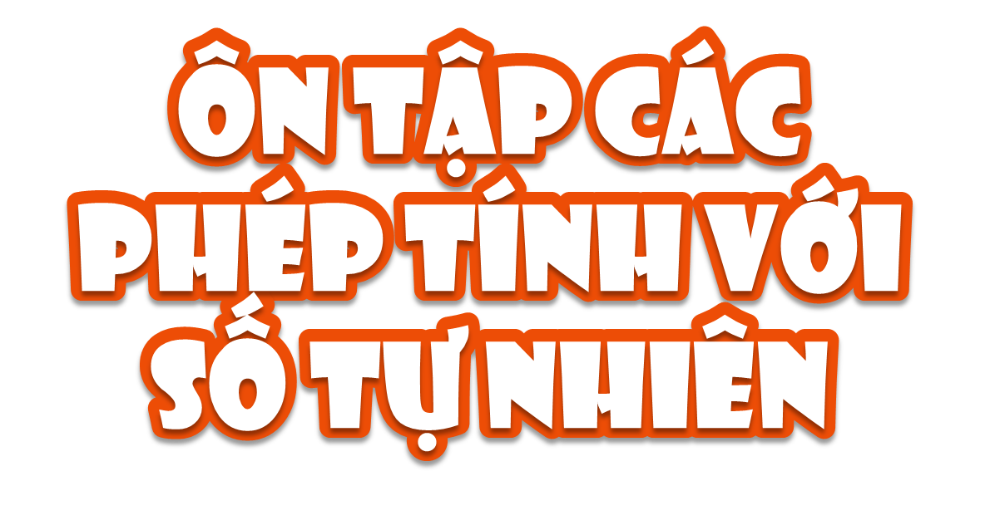 ÔN TẬP CÁC
PHÉP TÍNH VỚI
SỐ TỰ NHIÊN